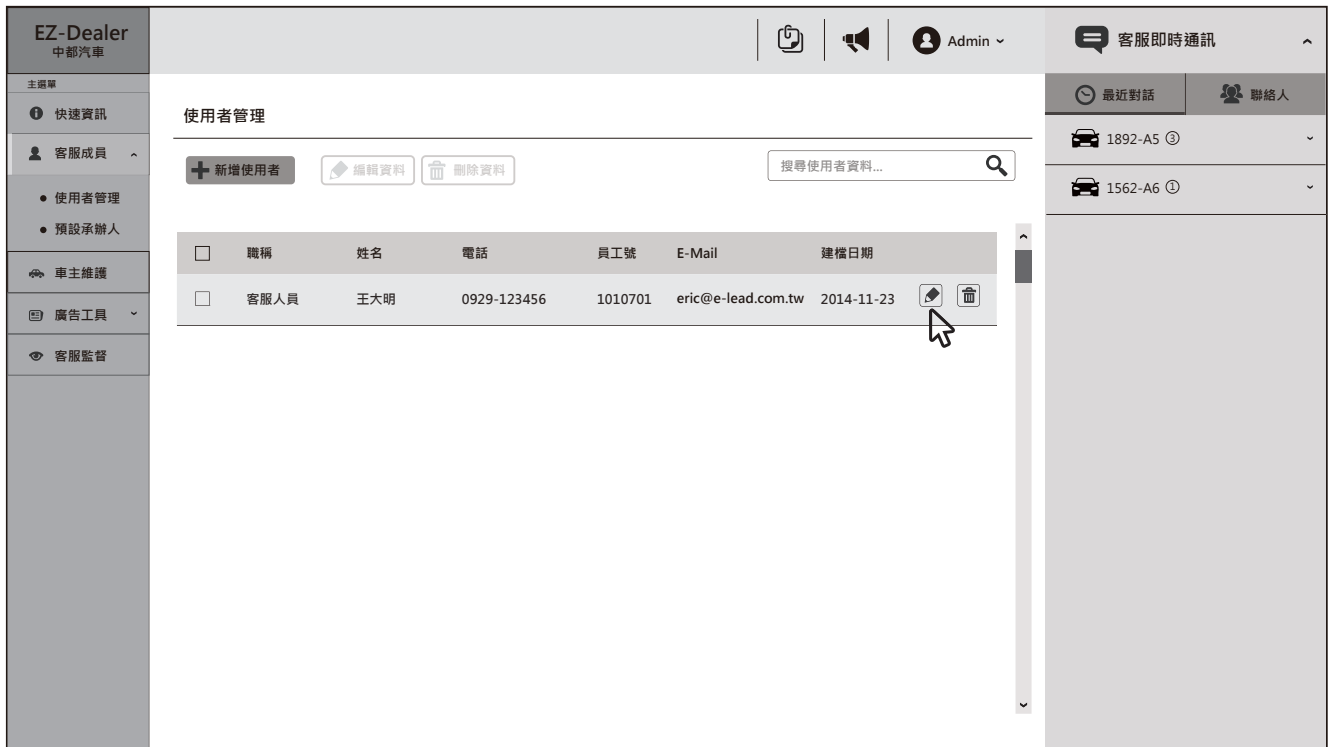 EZ-Dealer
中都汽車
主選單
快速資訊
客服成員
使用者管理
預設承辦人
車主維護
廣告工具
客服監督
Admin
使用者管理
新增使用者 編輯資料 刪除資料 搜尋使用者資料...
職稱 姓名 電話 員工號 E-Mail 建檔日期
客服人員 王大明 0929-123456 1010701 eric@e-lead.com.tw 2014-11-23
客服即時通訊
最近對話 聯絡人
1892-A5 ③
1562-A6 ①